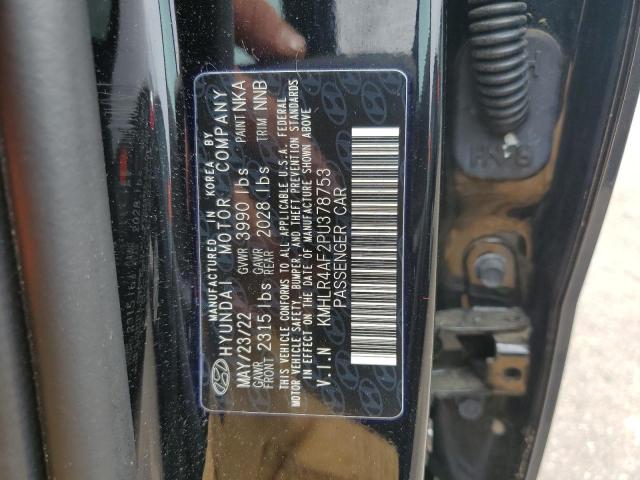 MANUFACTURED IN KOREA BY
HYUNDAI MOTOR COMPANY
MAY/23/22 GVWR 3990 lbs PAINT NKA
GAWR FRONT 2315 lbs GAWR REAR 2028 lbs TRIM NNB
THIS VEHICLE CONFORMS TO ALL APPLICABLE U.S.A. FEDERAL
MOTOR VEHICLE SAFETY, BUMPER, AND THEFT PREVENTION STANDARDS
IN EFFECT ON THE DATE OF MANUFACTURE SHOWN ABOVE
V.I.N KMHLR4AF2PU378753
PASSENGER CAR